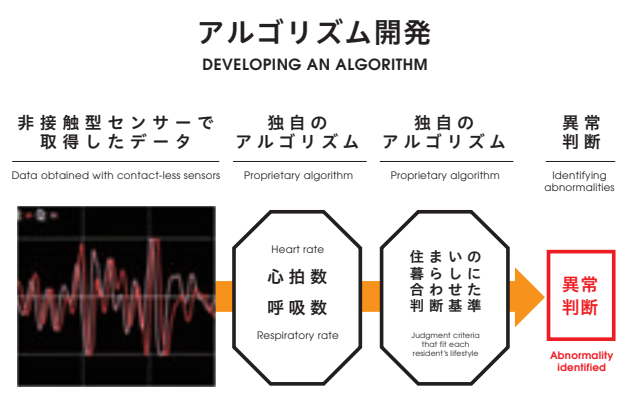 アルゴリズム開発
DEVELOPING AN ALGORITHM
非接触型センサーで
取得したデータ
Data obtained with contact-less sensors
独自の
アルゴリズム
Proprietary algorithm
独自の
アルゴリズム
Proprietary algorithm
異常
判断
Identifying
abnormalities
Heart rate
心拍数
呼吸数
Respiratory rate
住まいの
暮らしに
合わせた
判断基準
Judgment criteria
that fit each
resident's lifestyle
異常
判断
Abnormality
identified